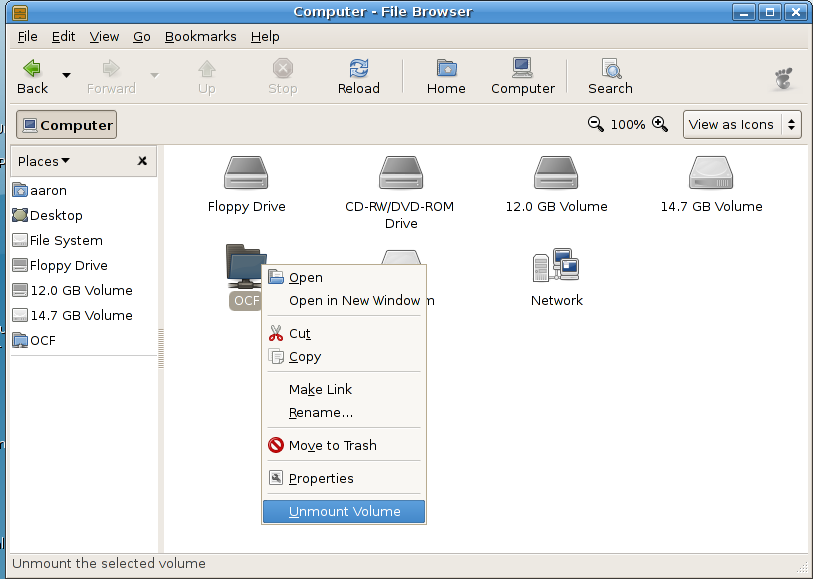 Computer - File Browser
File Edit View Go Bookmarks Help
Back Forward Up Stop Reload Home Computer Search
Computer 100% View as Icons
Places
aaron
Desktop
File System
Floppy Drive
12.0 GB Volume
14.7 GB Volume
OCF
Floppy Drive
CD-RW/DVD-ROM
Drive
12.0 GB Volume
14.7 GB Volume
OCF
Network
Open
Open in New Window
Cut
Copy
Make Link
Rename...
Move to Trash
Properties
Unmount Volume
Unmount the selected volume